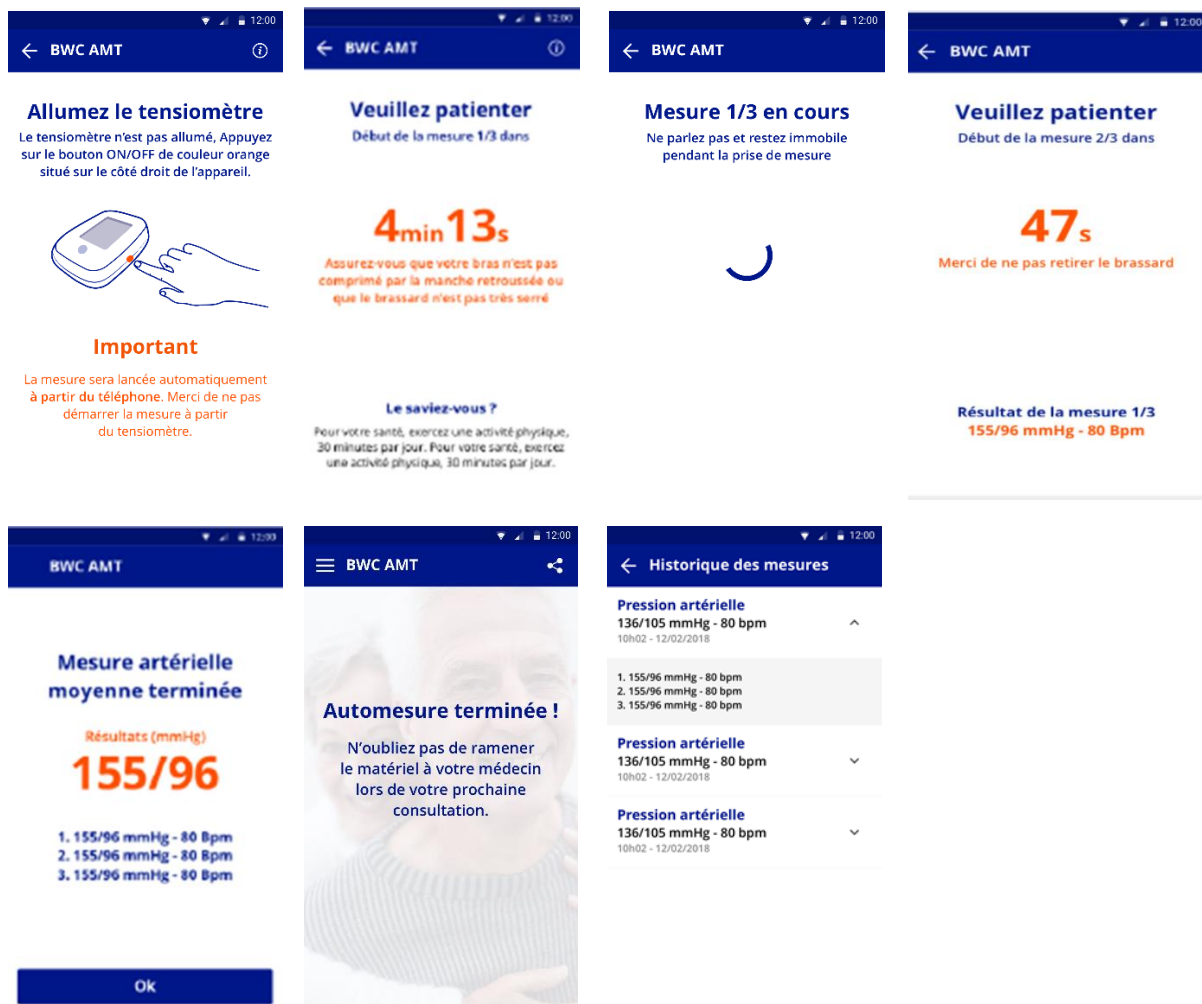 12:00
BWC AMT
Allumez le tensiomètre
Le tensiomètre n'est pas allumé, Appuyez
sur le bouton ON/OFF de couleur orange
situé sur le côté droit de l'appareil.
Important
La mesure sera lancée automatiquement
à partir du téléphone. Merci de ne pas
démarrer la mesure à partir
du tensiomètre.
12:00
BWC AMT
Veuillez patienter
Début de la mesure 1/3 dans
4min13s
Assurez-vous que votre bras n'est pas
comprimé par la manche retroussée ou
que le brassard n'est pas très serré
Le saviez-vous ?
Pour votre santé, exercez une activité physique,
30 minutes par jour. Pour votre santé, exercez
une activité physique, 30 minutes par jour.
12:00
BWC AMT
Mesure 1/3 en cours
Ne parlez pas et restez immobile
pendant la prise de mesure
12:00
BWC AMT
Veuillez patienter
Début de la mesure 2/3 dans
47s
Merci de ne pas retirer le brassard
Résultat de la mesure 1/3
155/96 mmHg - 80 Bpm
12:00
BWC AMT
Mesure artérielle
moyenne terminée
Résultats (mmHg)
155/96
1. 155/96 mmHg - 80 Bpm
2. 155/96 mmHg - 80 Bpm
3. 155/96 mmHg - 80 Bpm
Ok
12:00
BWC AMT
Automesure terminée !
N'oubliez pas de ramener
le matériel à votre médecin
lors de votre prochaine
consultation.
12:00
Historique des mesures
Pression artérielle
136/105 mmHg - 80 bpm
10h02 - 12/02/2018
1. 155/96 mmHg - 80 bpm
2. 155/96 mmHg - 80 bpm
3. 155/96 mmHg - 80 bpm
Pression artérielle
136/105 mmHg - 80 bpm
10h02 - 12/02/2018
Pression artérielle
136/105 mmHg - 80 bpm
10h02 - 12/02/2018